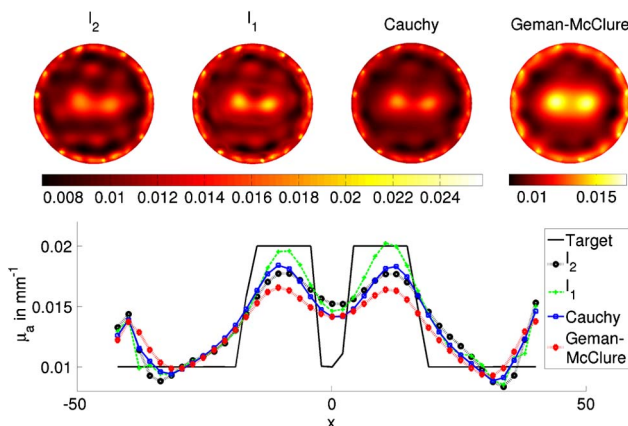 l2 l1 Cauchy Geman-McClure
0.008 0.01 0.012 0.014 0.016 0.018 0.02 0.022 0.024 0.01 0.015
0.02
0.015
0.01
μa in mm-1
-50 0 50
x
Target
l2
l1
Cauchy
Geman-
McClure